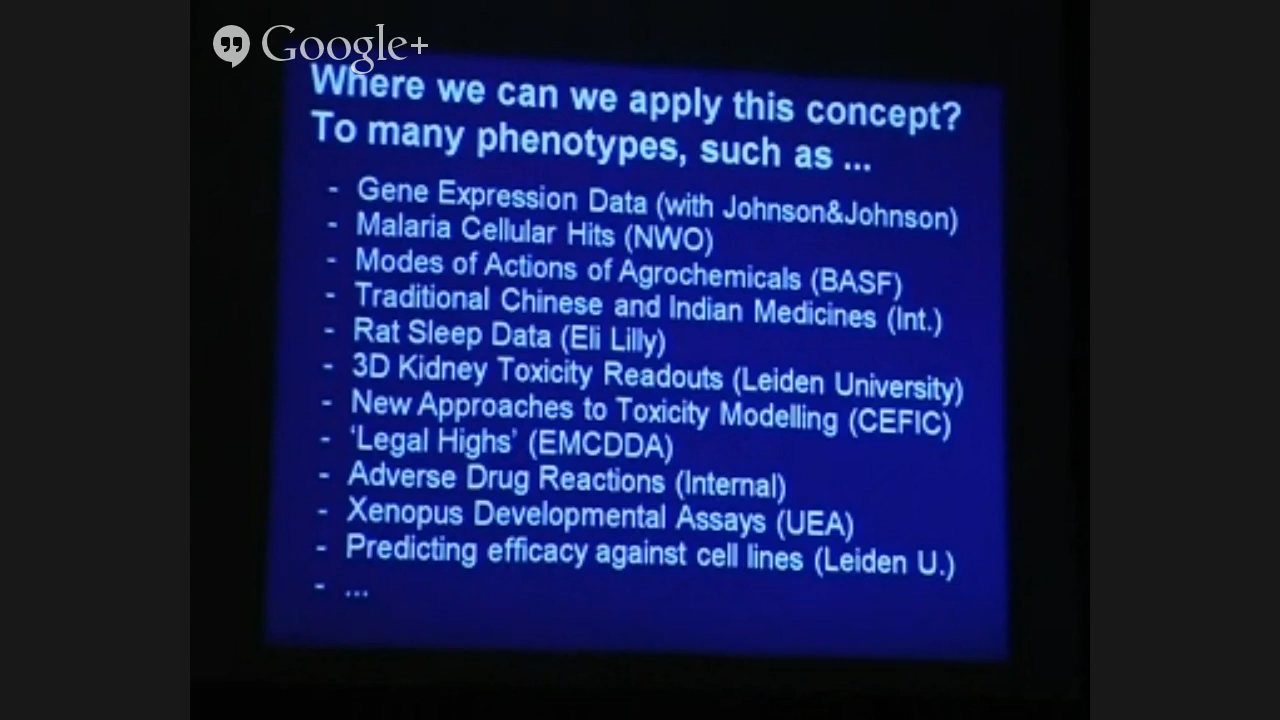 Google+
Where we can we apply this concept?
To many phenotypes, such as ...
- Gene Expression Data (with Johnson&Johnson)
- Malaria Cellular Hits (NWO)
- Modes of Actions of Agrochemicals (BASF)
- Traditional Chinese and Indian Medicines (Int.)
- Rat Sleep Data (Eli Lilly)
- 3D Kidney Toxicity Readouts (Leiden University)
- New Approaches to Toxicity Modelling (CEFIC)
- ‘Legal Highs’ (EMCDDA)
- Adverse Drug Reactions (Internal)
- Xenopus Developmental Assays (UEA)
- Predicting efficacy against cell lines (Leiden U.)
- ...